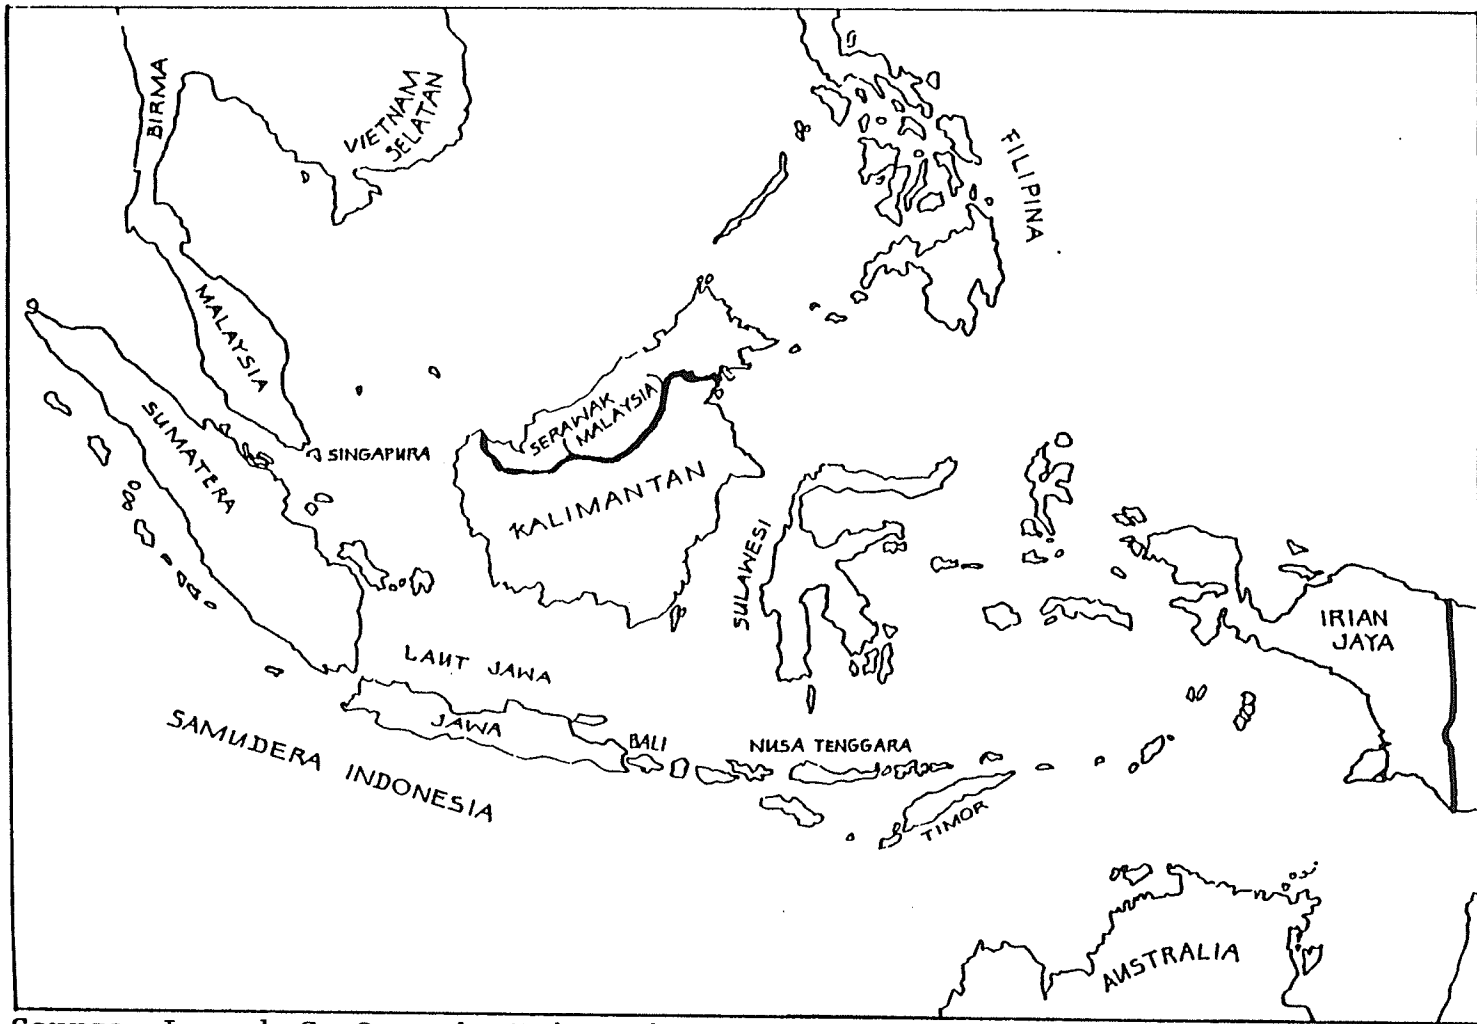 BIRMA
VIETNAM
SELATAN
FILIPINA
MALAYSIA
SUMATERA
SINGAPURA
SERAWAK
(MALAYSIA)
KALIMANTAN
SULAWESI
IRIAN
JAYA
LAUT JAWA
JAWA
BALI
NUSA TENGGARA
SAMUDERA INDONESIA
TIMOR
AUSTRALIA